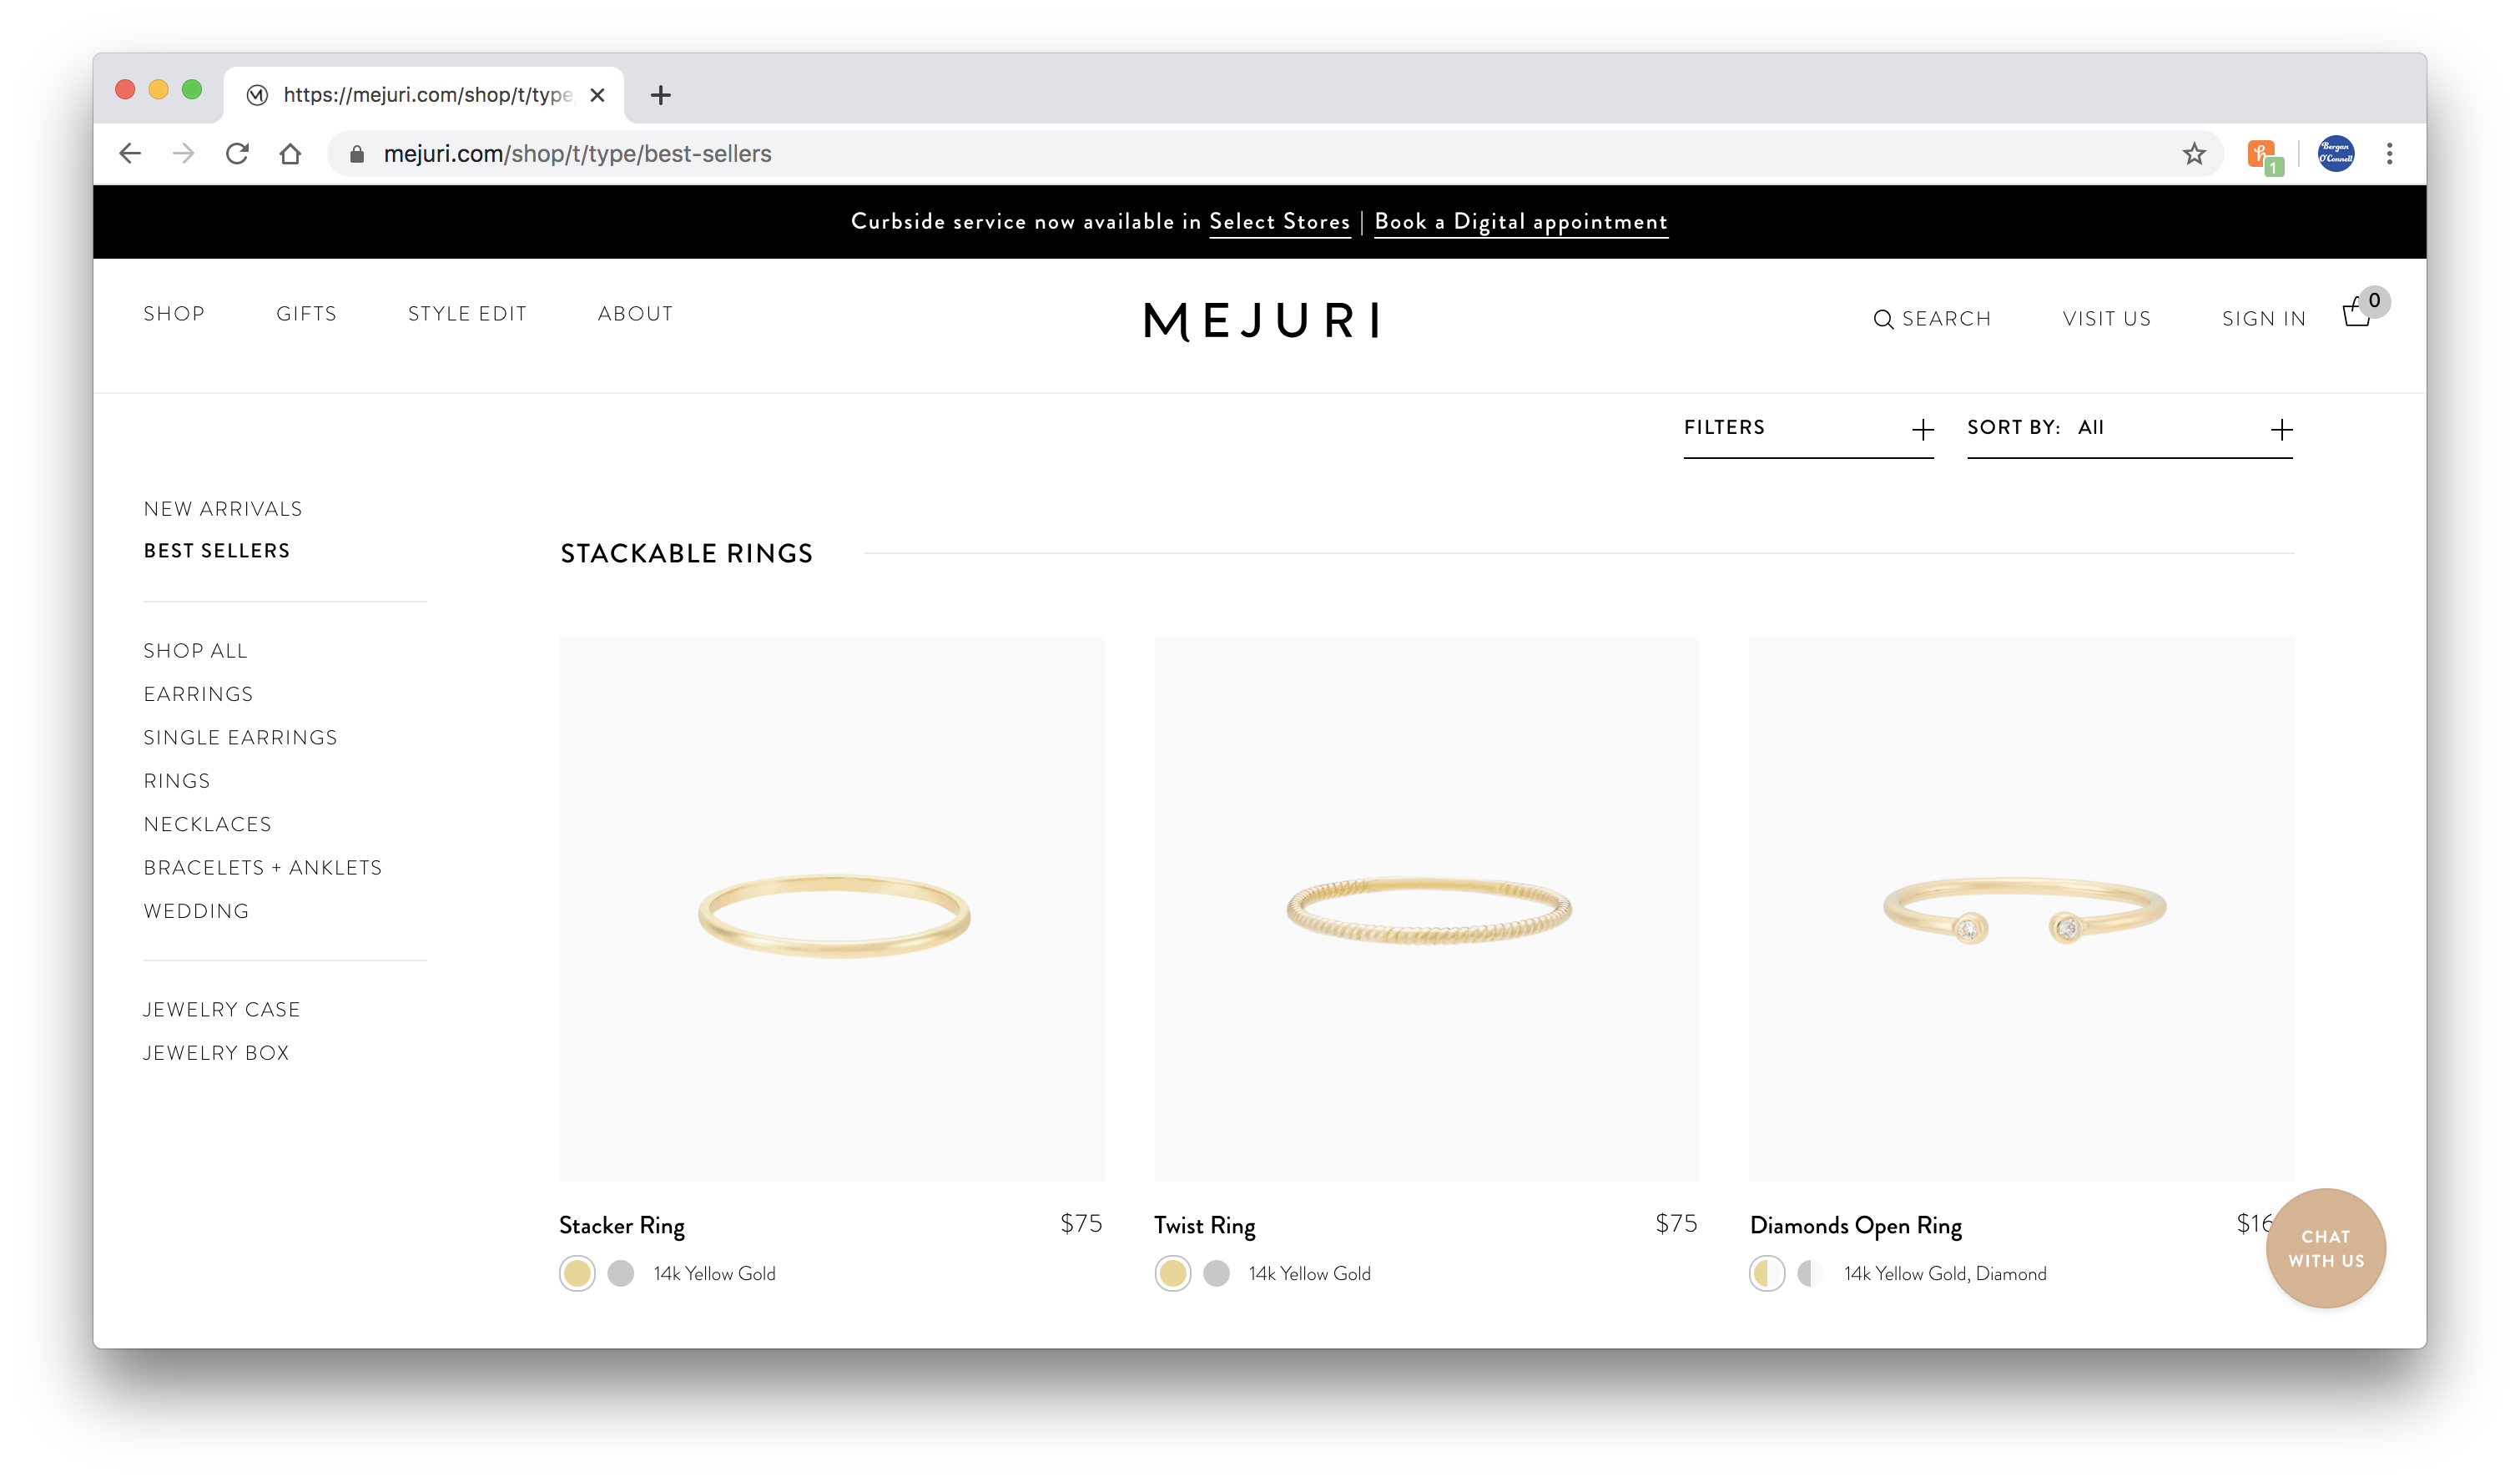 https://mejuri.com/shop/t/type
mejuri.com/shop/t/type/best-sellers
1
Bergan
O'Connell
Curbside service now available in Select Stores | Book a Digital appointment
SHOP GIFTS STYLE EDIT ABOUT
MEJURI
SEARCH VISIT US SIGN IN 0
FILTERS + SORT BY: All +
NEW ARRIVALS
BEST SELLERS
SHOP ALL
EARRINGS
SINGLE EARRINGS
RINGS
NECKLACES
BRACELETS + ANKLETS
WEDDING
JEWELRY CASE
JEWELRY BOX
STACKABLE RINGS
Stacker Ring $75
14k Yellow Gold
Twist Ring $75
14k Yellow Gold
Diamonds Open Ring
14k Yellow Gold, Diamond
CHAT
WITH US